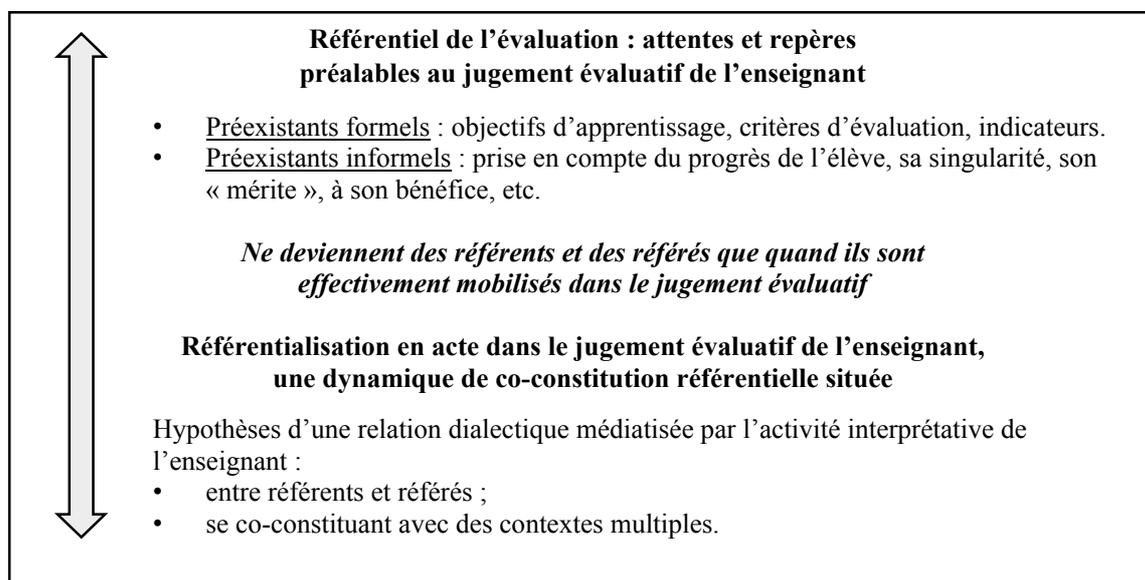 Référentiel de l’évaluation : attentes et repères
préalables au jugement évaluatif de l’enseignant
• Préexistants formels : objectifs d’apprentissage, critères d’évaluation, indicateurs.
• Préexistants informels : prise en compte du progrès de l’élève, sa singularité, son
« mérite », à son bénéfice, etc.
Ne deviennent des référents et des référés que quand ils sont
effectivement mobilisés dans le jugement évaluatif
Référentialisation en acte dans le jugement évaluatif de l’enseignant,
une dynamique de co-constitution référentielle située
Hypothèses d’une relation dialectique médiatisée par l’activité interprétative de
l’enseignant :
• entre référents et référés ;
• se co-constituant avec des contextes multiples.